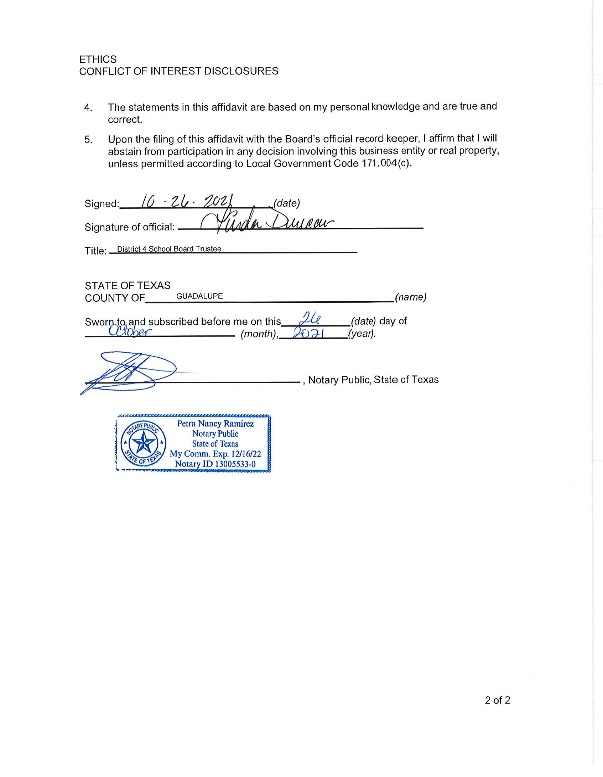 ETHICS
CONFLICT OF INTEREST DISCLOSURES
4. The statements in this affidavit are based on my personal knowledge and are true and
correct.
5. Upon the filing of this affidavit with the Board's official record keeper, I affirm that I will
abstain from participation in any decision involving this business entity or real property,
unless permitted according to Local Government Code 171.004(c).
Signed: 10 - 26 - 2021 (date)
Signature of official: Linda Duncan
Title: District 4 School Board Trustee
STATE OF TEXAS
COUNTY OF GUADALUPE (name)
Sworn to and subscribed before me on this 26 (date) day of
October (month), 2021 (year).
, Notary Public, State of Texas
NOTARY PUBLIC
STATE OF TEXAS
Petra Nancy Ramirez
Notary Public
State of Texas
My Comm. Exp. 12/16/22
Notary ID 13005533-0
2 of 2